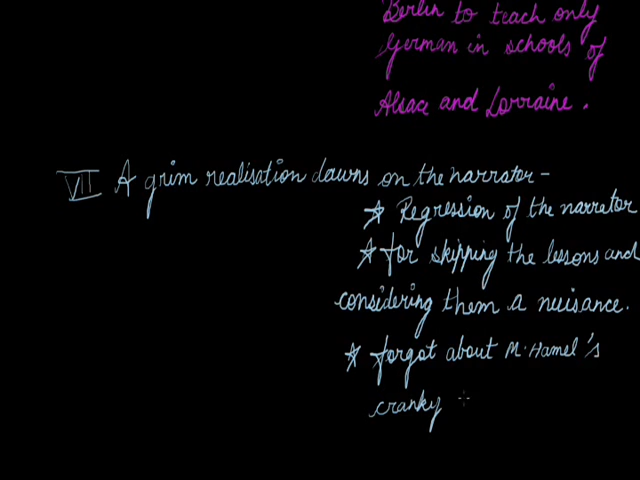 Berlin to teach only
German in schools of
Alsace and Lorraine.
VII A grim realisation dawns on the narrator -
* Regression of the narrator
* for skipping the lessons and
considering them a nuisance.
* forgot about M. Hamel's
cranky